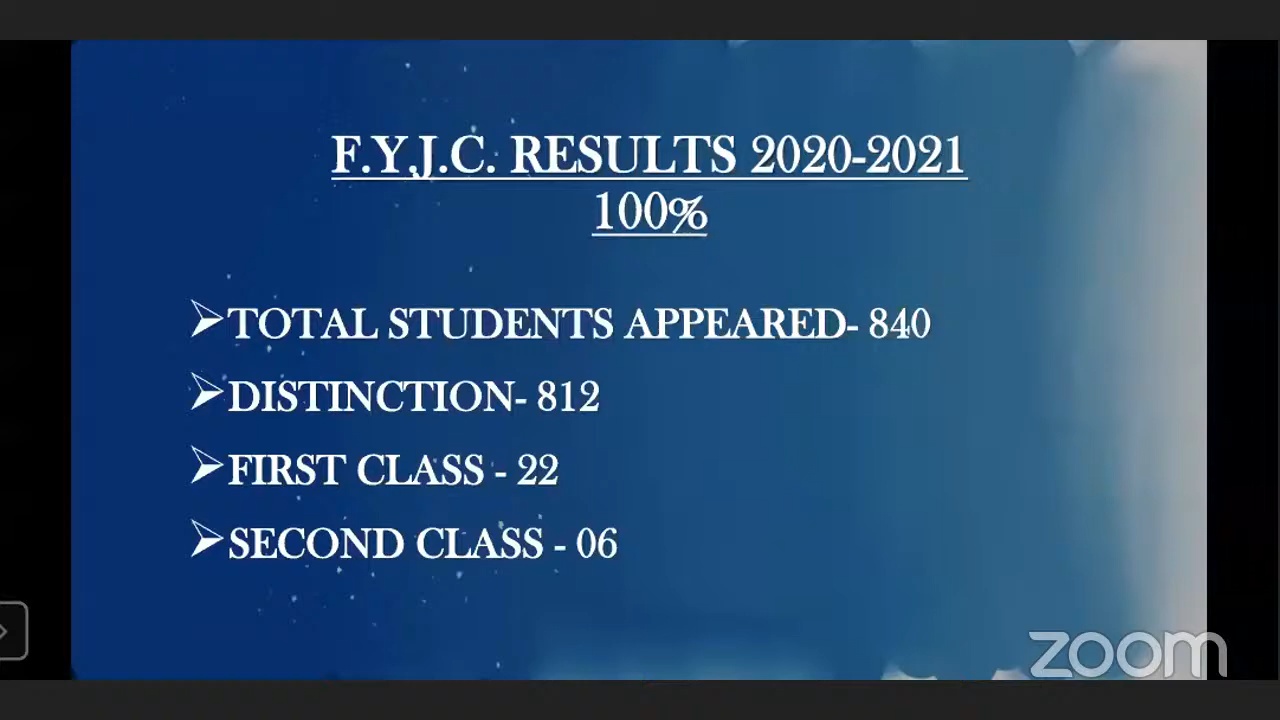 F.Y.J.C. RESULTS 2020-2021
100%
➢TOTAL STUDENTS APPEARED- 840
➢DISTINCTION- 812
➢FIRST CLASS - 22
➢SECOND CLASS - 06
zoom